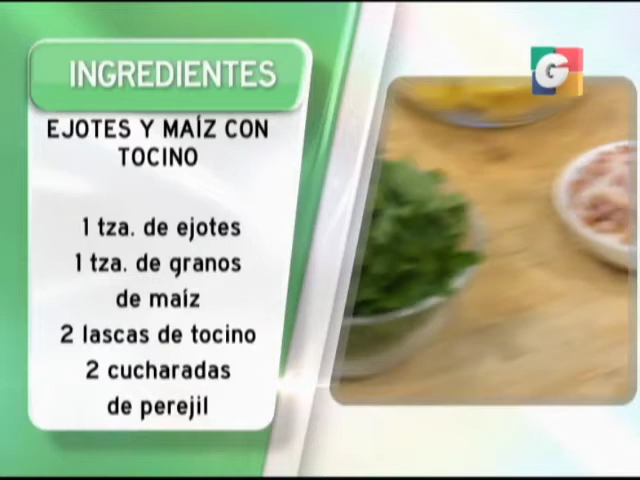 INGREDIENTES
G
EJOTES Y MAÍZ CON
TOCINO
1 tza. de ejotes
1 tza. de granos
de maíz
2 lascas de tocino
2 cucharadas
de perejil